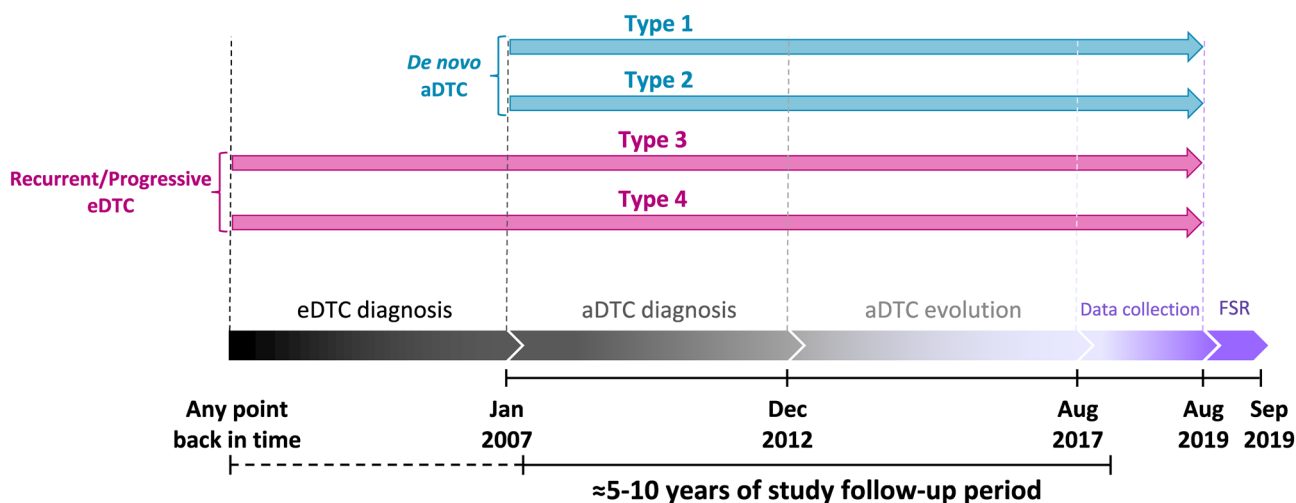 Type 1
De novo
aDTC
Type 2
Type 3
Recurrent/Progressive
eDTC
Type 4
eDTC diagnosis
aDTC diagnosis
aDTC evolution
Data collection
FSR
Any point
back in time
Jan
2007
Dec
2012
Aug
2017
Aug
2019
Sep
2019
≈5-10 years of study follow-up period